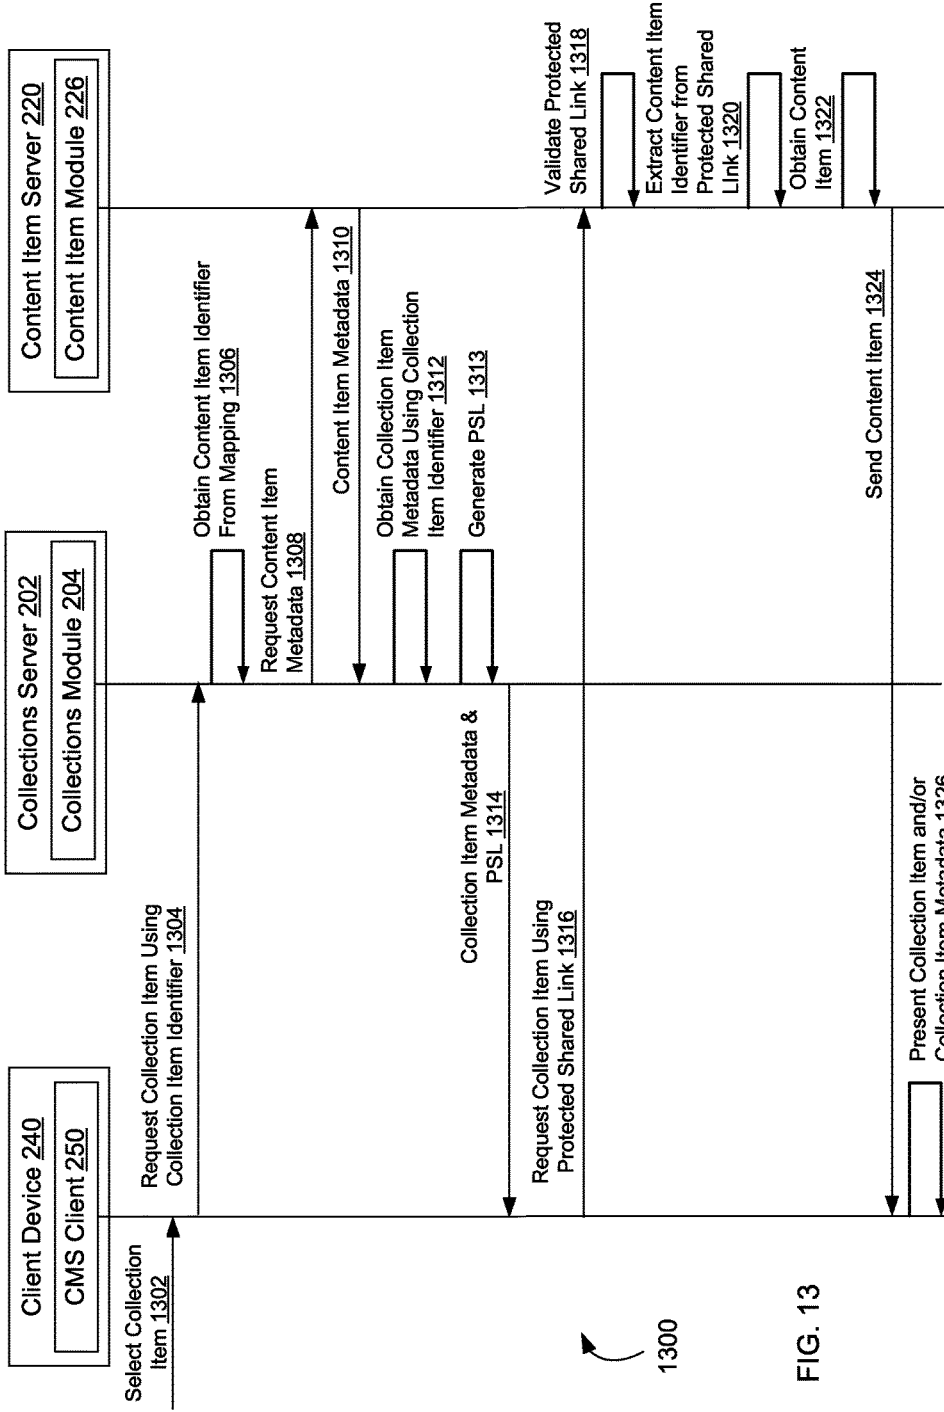 Client Device 240
CMS Client 250
Collections Server 202
Collections Module 204
Content Item Server 220
Content Item Module 226
Select Collection
Item 1302
Request Collection Item Using
Collection Item Identifier 1304
Obtain Content Item Identifier
From Mapping 1306
Request Content Item
Metadata 1308
Content Item Metadata 1310
Obtain Collection Item
Metadata Using Collection
Item Identifier 1312
Generate PSL 1313
Collection Item Metadata &
PSL 1314
Request Collection Item Using
Protected Shared Link 1316
Validate Protected
Shared Link 1318
Extract Content Item
Identifier from
Protected Shared
LInk 1320
Obtain Content
Item 1322
Send Content Item 1324
Present Collection Item and/or
Collection Item Metadata 1326
1300
FIG. 13